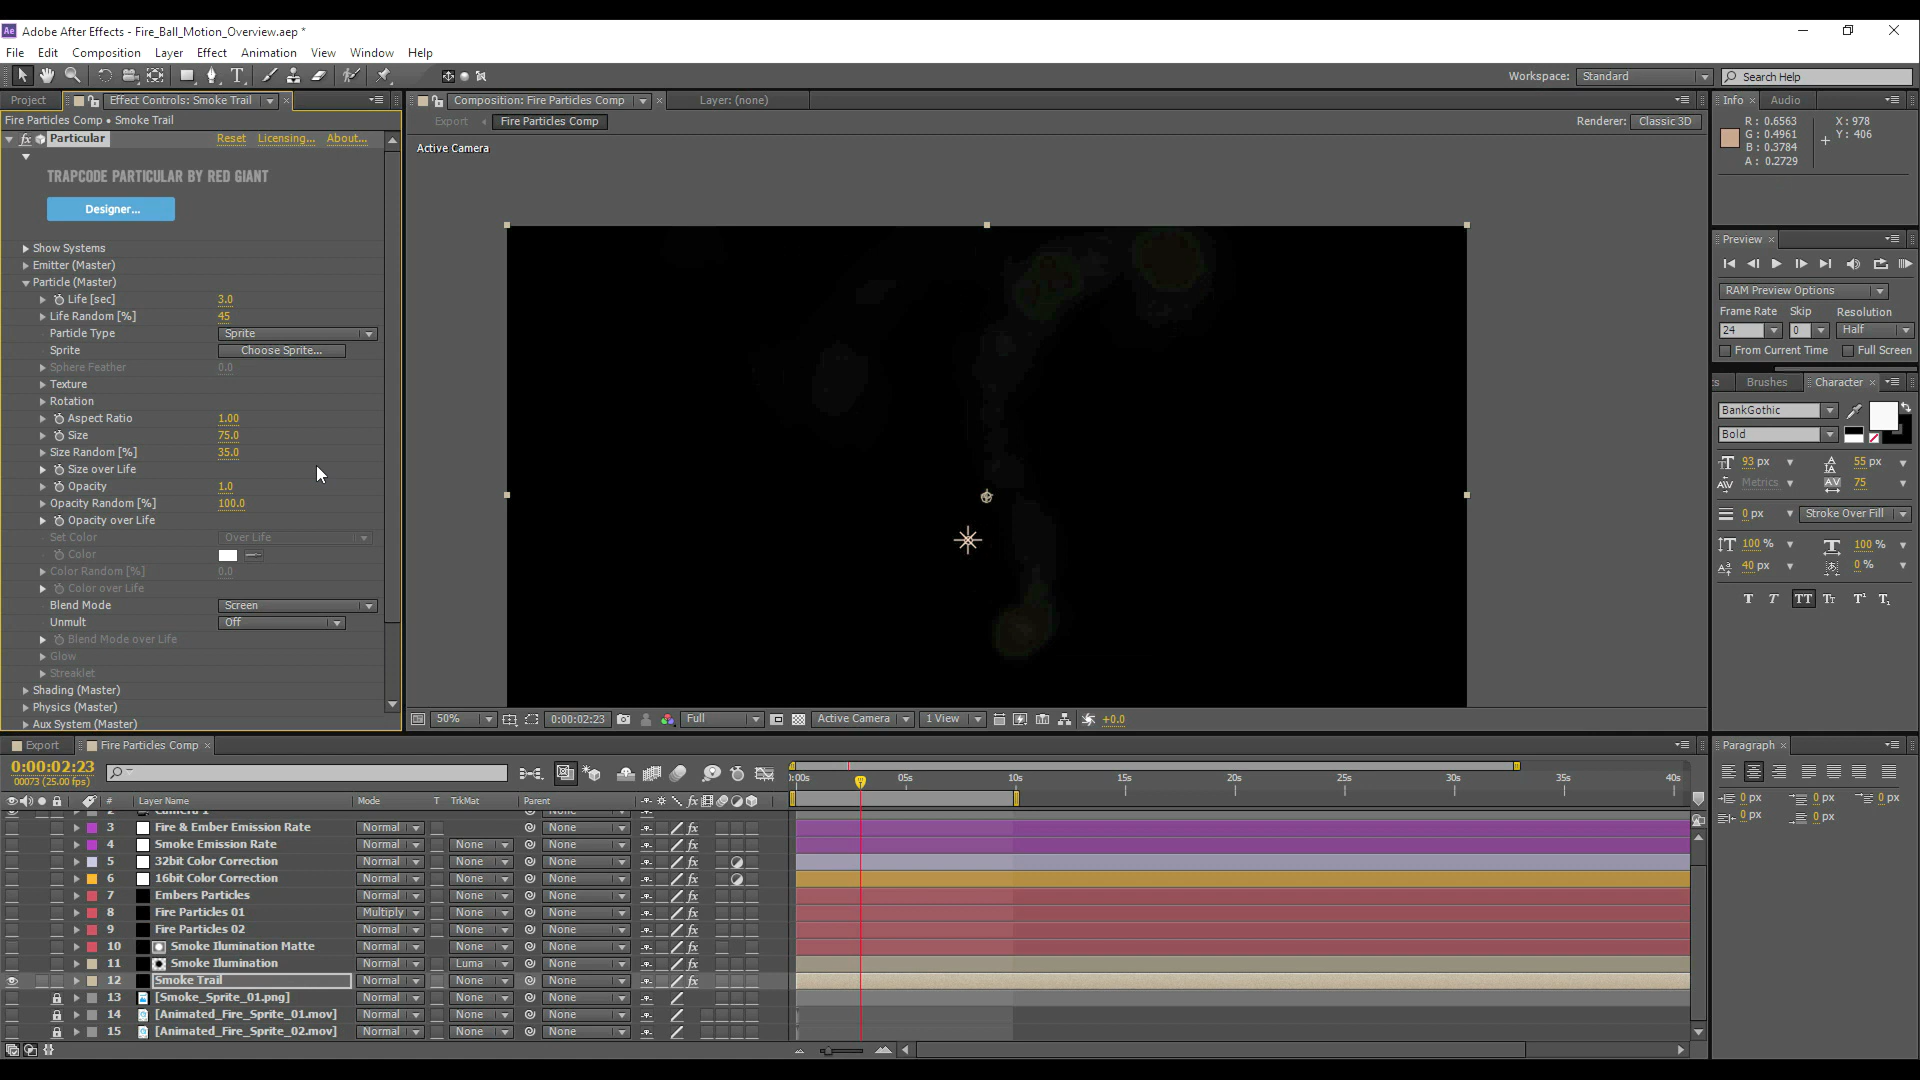 Adobe After Effects - Fire_Ball_Motion_Overview.aep *
File Edit Composition Layer Effect Animation View Window Help
Workspace: Standard Search Help
Project Effect Controls: Smoke Trail
Fire Particles Comp • Smoke Trail
fx Particular Reset Licensing... About...
TRAPCODE PARTICULAR BY RED GIANT
Designer...
Show Systems
Emitter (Master)
Particle (Master)
Life [sec] 3.0
Life Random [%] 45
Particle Type Sprite
Sprite Choose Sprite...
Sphere Feather 0.0
Texture
Rotation
Aspect Ratio 1.00
Size 75.0
Size Random [%] 35.0
Size over Life
Opacity 1.0
Opacity Random [%] 100.0
Opacity over Life
Set Color Over Life
Color
Color Random [%] 0.0
Color over Life
Blend Mode Screen
Unmult Off
Blend Mode over Life
Glow
Streaklet
Shading (Master)
Physics (Master)
Aux System (Master)
Composition: Fire Particles Comp Layer: (none)
Export Fire Particles Comp
Renderer: Classic 3D
Active Camera
50% 0:00:02:23 Full Active Camera 1 View +0.0
Info Audio
R: 0.6563 X: 978
G: 0.4961 Y: 406
B: 0.3784
A: 0.2729
Preview
RAM Preview Options
Frame Rate Skip Resolution
24 0 Half
From Current Time Full Screen
Brushes Character
BankGothic
Bold
93 px 55 px
Metrics 75
0 px Stroke Over Fill
100 % 100 %
40 px 0 %
T T TT Tt T¹ T₁
Paragraph
0 px 0 px 0 px
0 px 0 px
Export Fire Particles Comp
0:00:02:23
00073 (25.00 fps)
:00s 05s 10s 15s 20s 25s 30s 35s 40s
# Layer Name Mode T TrkMat Parent
2 Camera 1 None
3 Fire & Ember Emission Rate Normal None
4 Smoke Emission Rate Normal None None
5 32bit Color Correction Normal None None
6 16bit Color Correction Normal None None
7 Embers Particles Normal None None
8 Fire Particles 01 Multiply None None
9 Fire Particles 02 Normal None None
10 Smoke Ilumination Matte Normal None None
11 Smoke Ilumination Normal Luma None
12 Smoke Trail Normal None None
13 [Smoke_Sprite_01.png] Normal None None
14 [Animated_Fire_Sprite_01.mov] Normal None None
15 [Animated_Fire_Sprite_02.mov] Normal None None